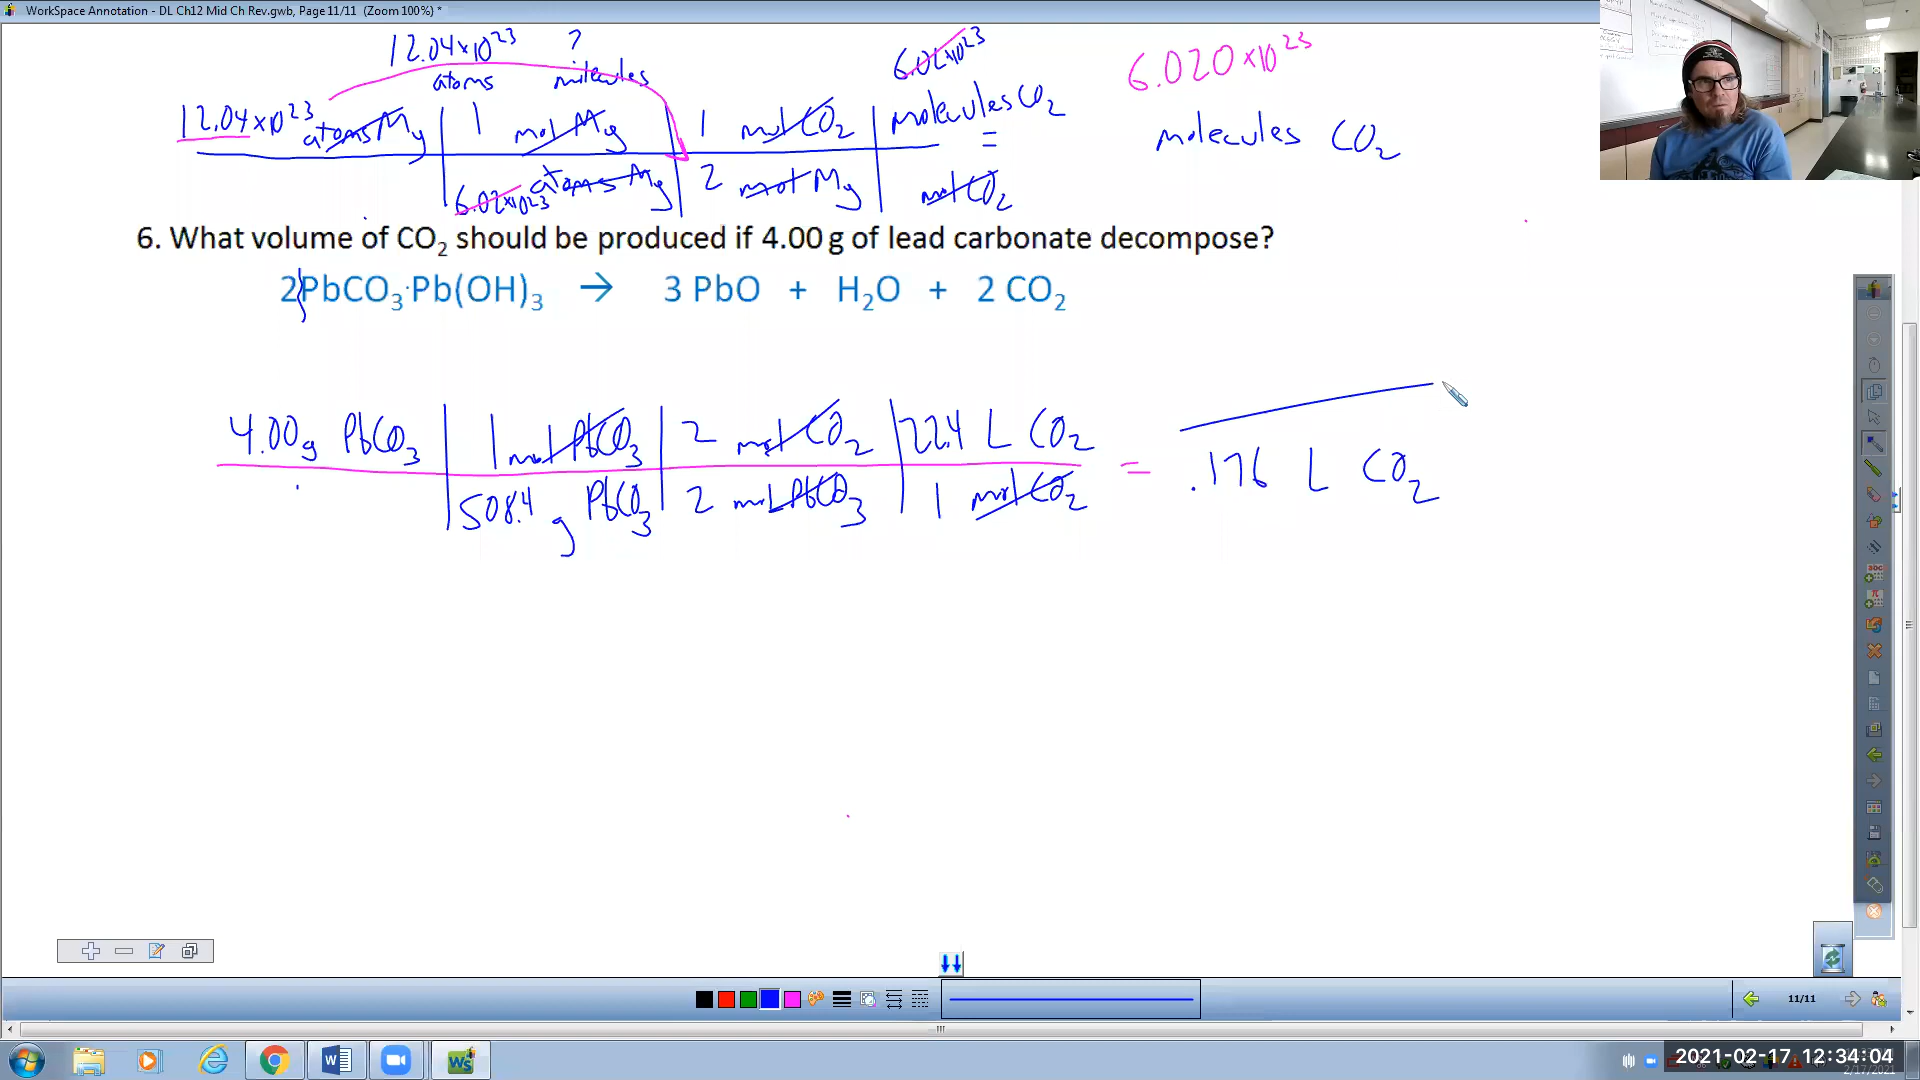 WorkSpace Annotation - DL Ch12 Mid Ch Rev.gwb, Page 11/11 (Zoom 100%) *
12.04×10²³ atoms ? molecules
12.04×10²³ atoms Mg | 1 mol Mg | 1 mol CO₂ | 6.02×10²³ molecules CO₂ = 6.020×10²³ molecules CO₂
6.02×10²³ atoms Mg | 2 mol Mg | mol CO₂
6. What volume of CO₂ should be produced if 4.00 g of lead carbonate decompose?
2PbCO₃·Pb(OH)₃ → 3 PbO + H₂O + 2 CO₂
4.00g PbCO₃ | 1 mol PbCO₃ | 2 mol CO₂ | 22.4 L CO₂ = .176 L CO₂
508.4 g PbCO₃ | 2 mol PbCO₃ | 1 mol CO₂
11/11
2021-02-17 12:34:04
2/17/2021